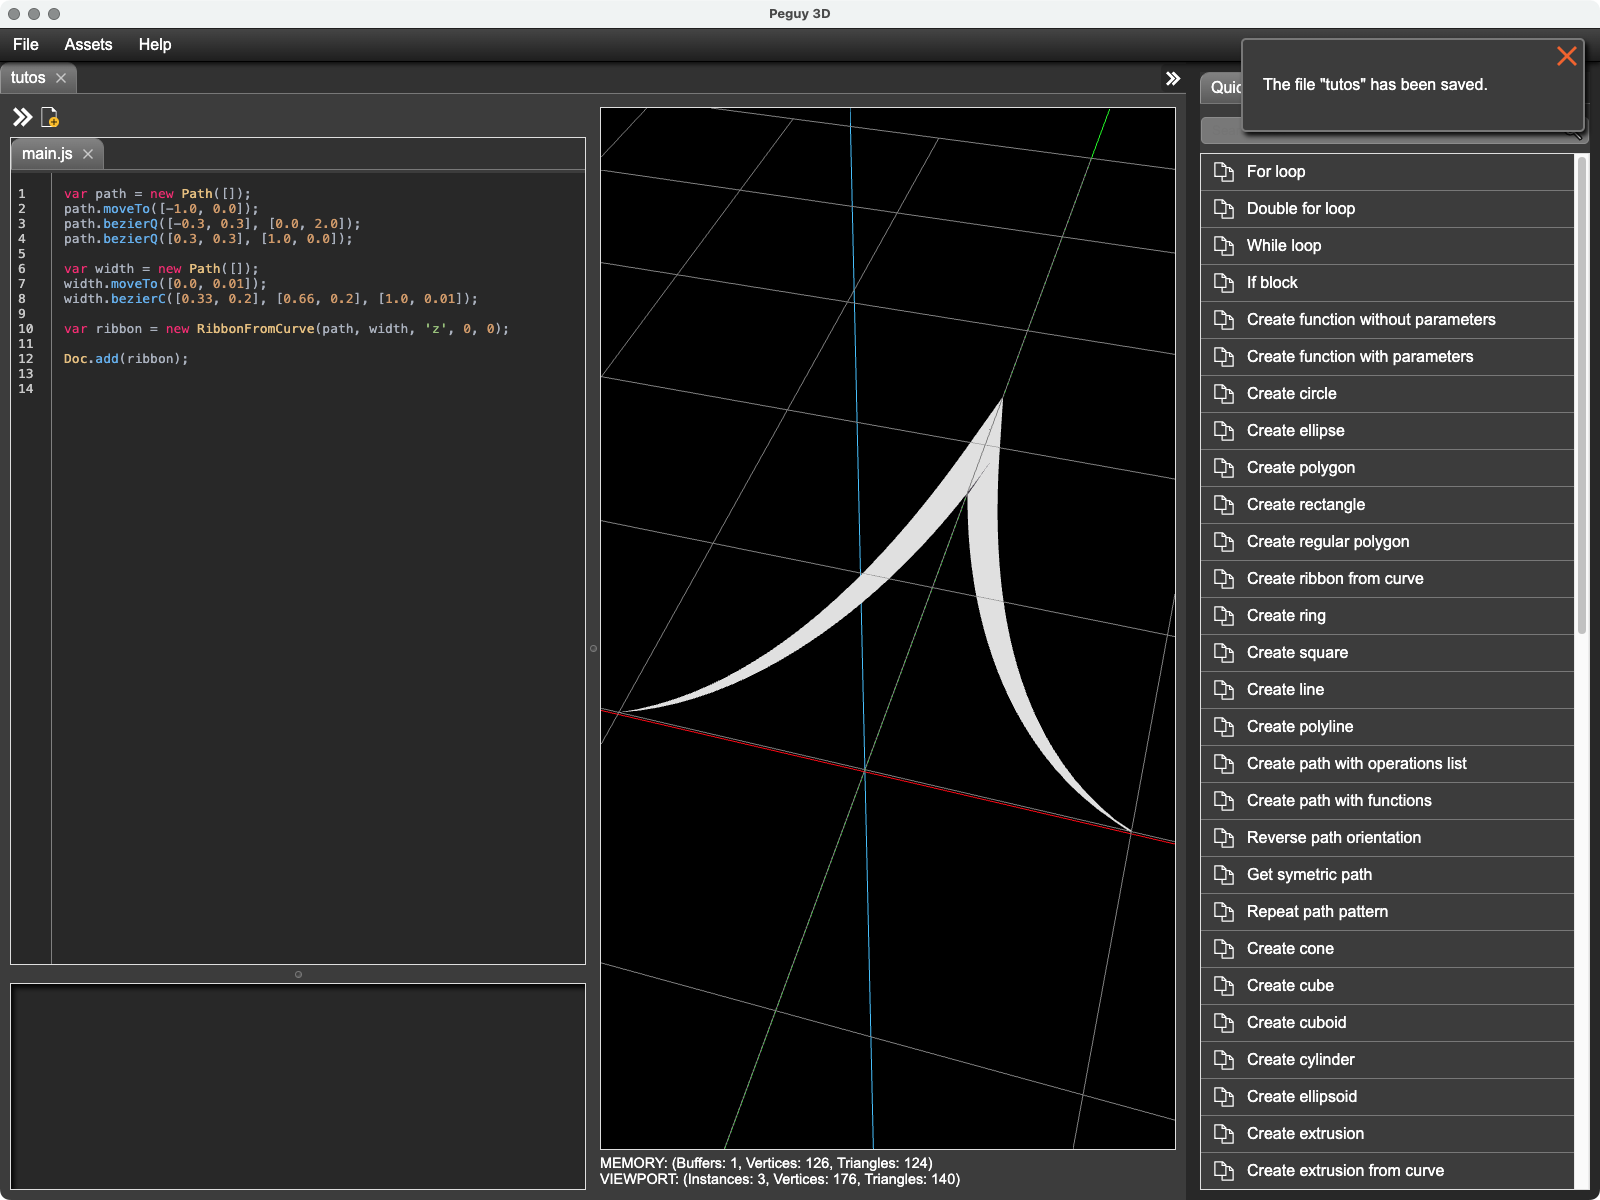 Peguy 3D
File Assets Help
tutos
The file "tutos" has been saved.
main.js
1 var path = new Path([]);
2 path.moveTo([-1.0, 0.0]);
3 path.bezierQ([-0.3, 0.3], [0.0, 2.0]);
4 path.bezierQ([0.3, 0.3], [1.0, 0.0]);
5
6 var width = new Path([]);
7 width.moveTo([0.0, 0.01]);
8 width.bezierC([0.33, 0.2], [0.66, 0.2], [1.0, 0.01]);
9
10 var ribbon = new RibbonFromCurve(path, width, 'z', 0, 0);
11
12 Doc.add(ribbon);
13
14
MEMORY: (Buffers: 1, Vertices: 126, Triangles: 124)
VIEWPORT: (Instances: 3, Vertices: 176, Triangles: 140)
For loop
Double for loop
While loop
If block
Create function without parameters
Create function with parameters
Create circle
Create ellipse
Create polygon
Create rectangle
Create regular polygon
Create ribbon from curve
Create ring
Create square
Create line
Create polyline
Create path with operations list
Create path with functions
Reverse path orientation
Get symetric path
Repeat path pattern
Create cone
Create cube
Create cuboid
Create cylinder
Create ellipsoid
Create extrusion
Create extrusion from curve